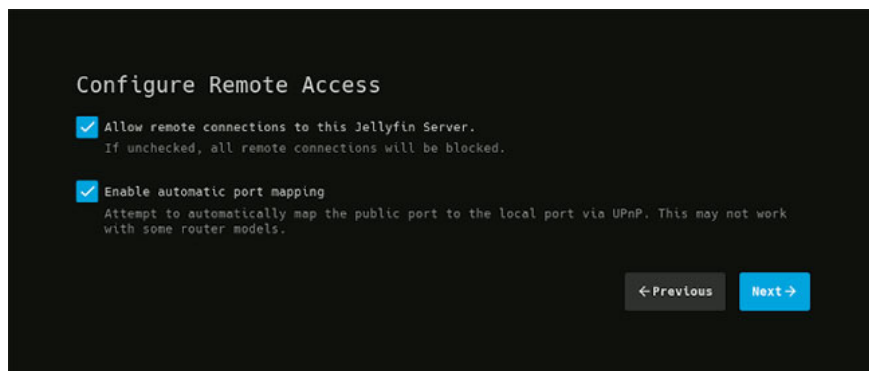 Configure Remote Access
Allow remote connections to this Jellyfin Server.
If unchecked, all remote connections will be blocked.
Enable automatic port mapping
Attempt to automatically map the public port to the local port via UPnP. This may not work
with some router models.
←Previous
Next→